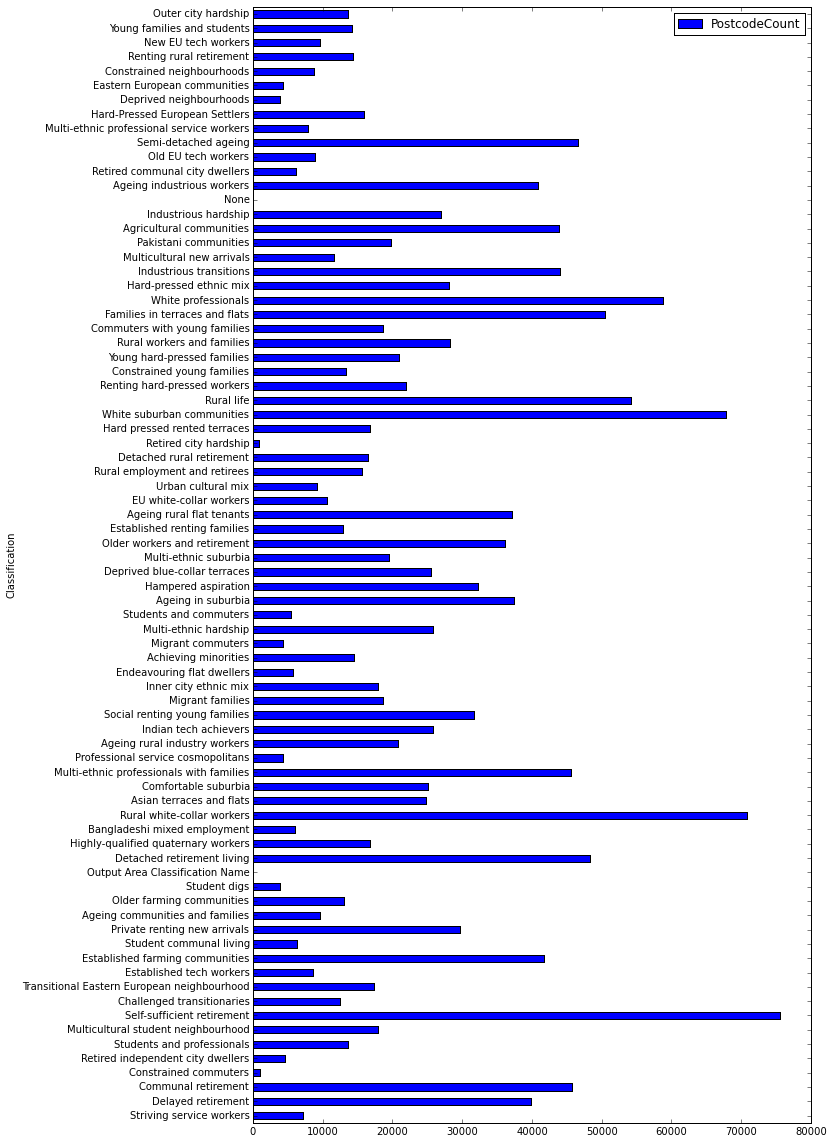 PostcodeCount
Outer city hardship
Young families and students
New EU tech workers
Renting rural retirement
Constrained neighbourhoods
Eastern European communities
Deprived neighbourhoods
Hard-Pressed European Settlers
Multi-ethnic professional service workers
Semi-detached ageing
Old EU tech workers
Retired communal city dwellers
Ageing industrious workers
None
Industrious hardship
Agricultural communities
Pakistani communities
Multicultural new arrivals
Industrious transitions
Hard-pressed ethnic mix
White professionals
Families in terraces and flats
Commuters with young families
Rural workers and families
Young hard-pressed families
Constrained young families
Renting hard-pressed workers
Rural life
White suburban communities
Hard pressed rented terraces
Retired city hardship
Detached rural retirement
Rural employment and retirees
Urban cultural mix
EU white-collar workers
Ageing rural flat tenants
Established renting families
Older workers and retirement
Multi-ethnic suburbia
Deprived blue-collar terraces
Hampered aspiration
Ageing in suburbia
Students and commuters
Multi-ethnic hardship
Migrant commuters
Achieving minorities
Endeavouring flat dwellers
Inner city ethnic mix
Migrant families
Social renting young families
Indian tech achievers
Ageing rural industry workers
Professional service cosmopolitans
Multi-ethnic professionals with families
Comfortable suburbia
Asian terraces and flats
Rural white-collar workers
Bangladeshi mixed employment
Highly-qualified quaternary workers
Detached retirement living
Output Area Classification Name
Student digs
Older farming communities
Ageing communities and families
Private renting new arrivals
Student communal living
Established farming communities
Established tech workers
Transitional Eastern European neighbourhood
Challenged transitionaries
Self-sufficient retirement
Multicultural student neighbourhood
Students and professionals
Retired independent city dwellers
Constrained commuters
Communal retirement
Delayed retirement
Striving service workers
Classification
0 10000 20000 30000 40000 50000 60000 70000 80000